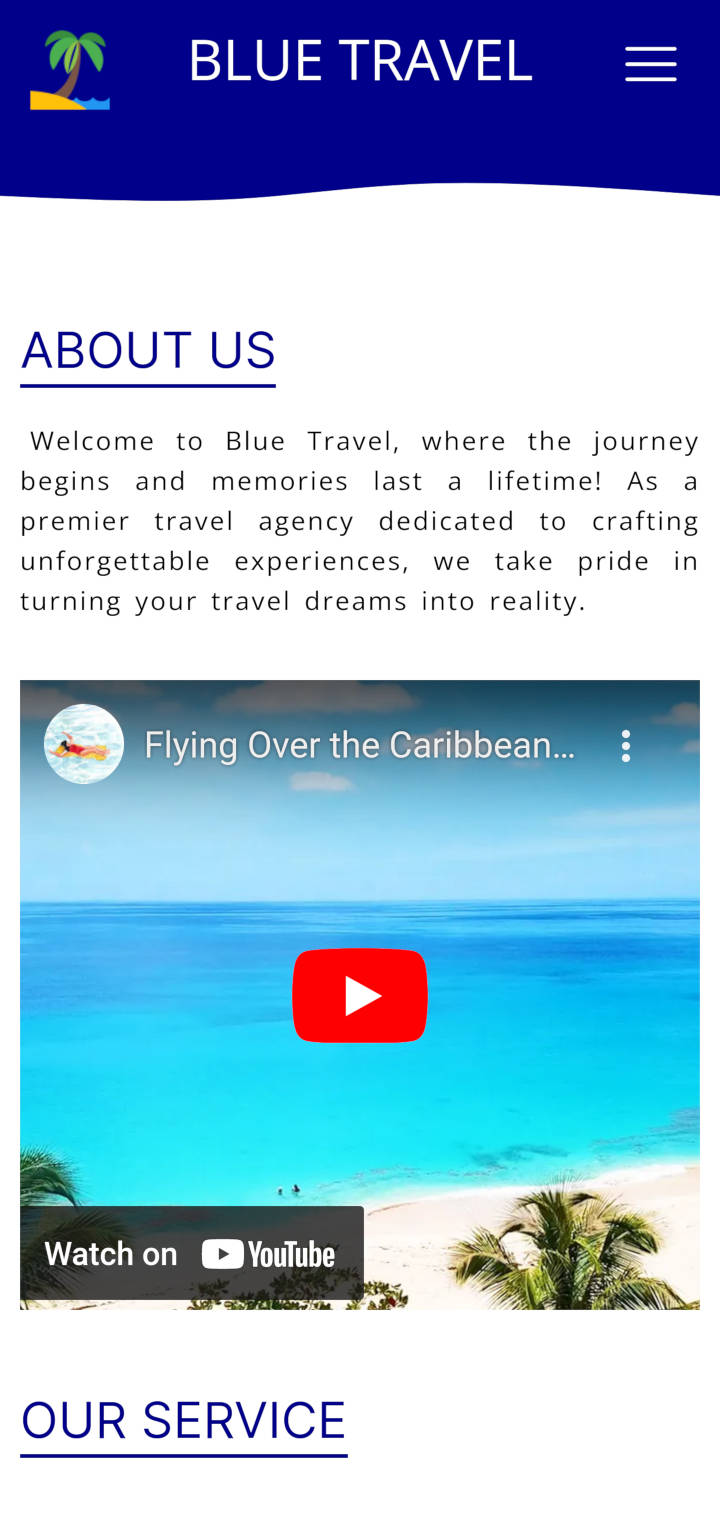 BLUE TRAVEL
ABOUT US
Welcome to Blue Travel, where the journey
begins and memories last a lifetime! As a
premier travel agency dedicated to crafting
unforgettable experiences, we take pride in
turning your travel dreams into reality.
Flying Over the Caribbean...
Watch on YouTube
OUR SERVICE